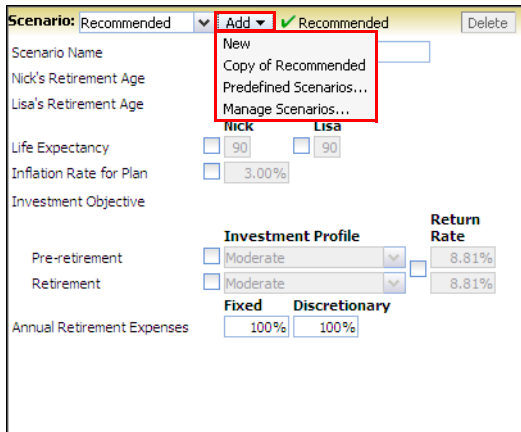 Scenario: Recommended Add Recommended Delete
New
Copy of Recommended
Predefined Scenarios...
Manage Scenarios...
Scenario Name
Nick's Retirement Age
Lisa's Retirement Age
Nick Lisa
Life Expectancy 90 90
Inflation Rate for Plan 3.00%
Investment Objective
Investment Profile Return Rate
Pre-retirement Moderate 8.81%
Retirement Moderate 8.81%
Fixed Discretionary
Annual Retirement Expenses 100% 100%